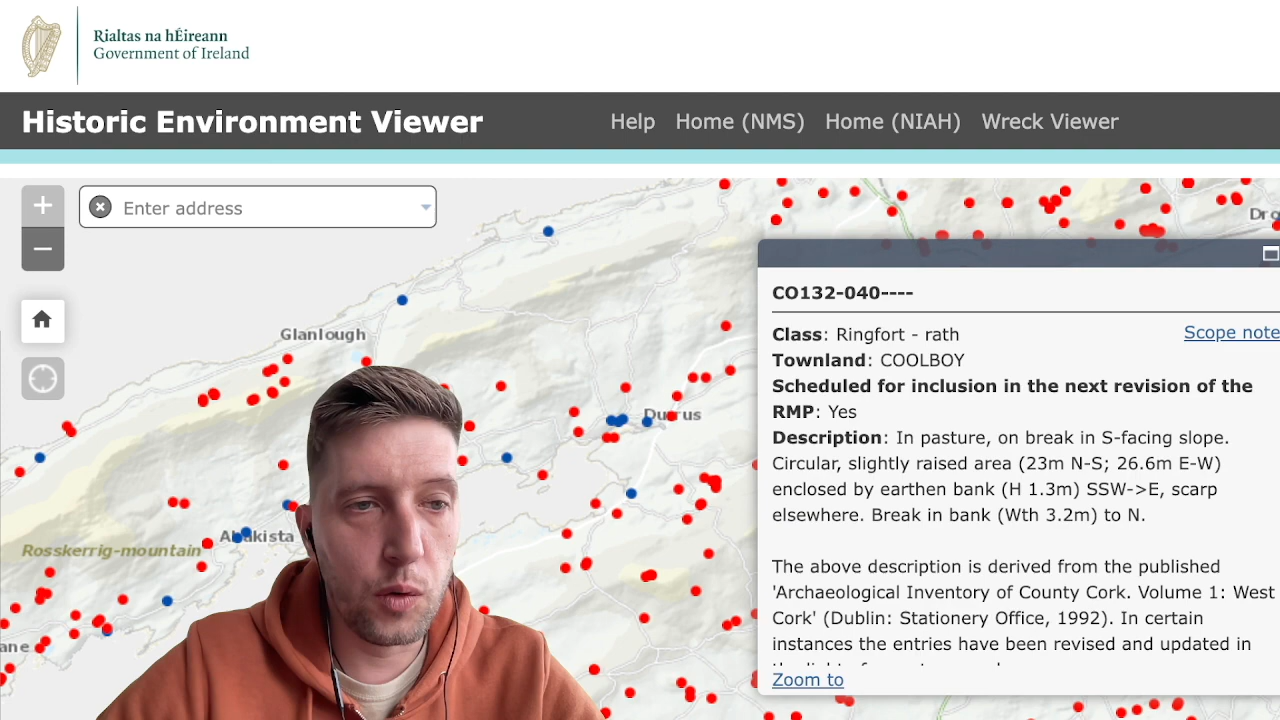 Rialtas na hÉireann
Government of Ireland
Historic Environment Viewer
Help Home (NMS) Home (NIAH) Wreck Viewer
Enter address
Glanlough
Durrus
Ahakista
Rosskerrig-mountain
CO132-040----
Class: Ringfort - rath
Scope note
Townland: COOLBOY
Scheduled for inclusion in the next revision of the
RMP: Yes
Description: In pasture, on break in S-facing slope.
Circular, slightly raised area (23m N-S; 26.6m E-W)
enclosed by earthen bank (H 1.3m) SSW->E, scarp
elsewhere. Break in bank (Wth 3.2m) to N.
The above description is derived from the published
'Archaeological Inventory of County Cork. Volume 1: West
Cork' (Dublin: Stationery Office, 1992). In certain
instances the entries have been revised and updated in
Zoom to